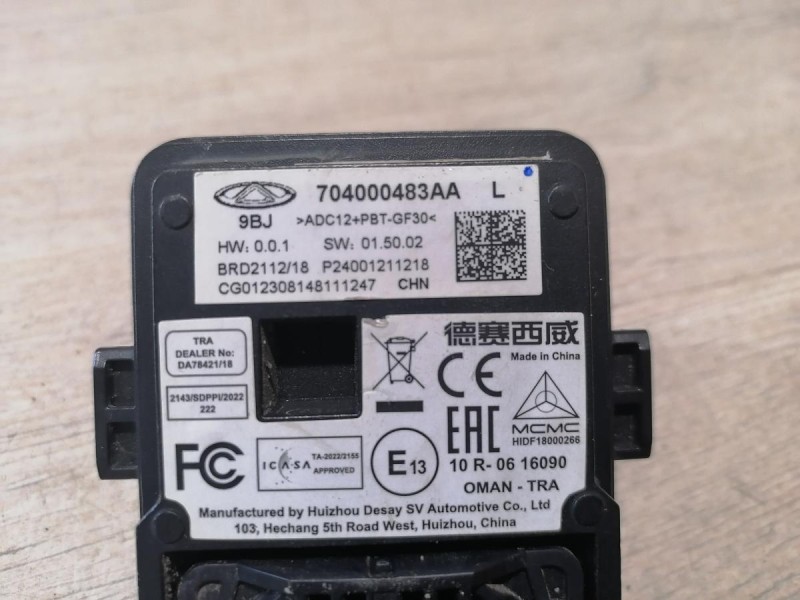 704000483AA L
9BJ >ADC12+PBT-GF30<
HW: 0.0.1 SW: 01.50.02
BRD2112/18 P24001211218
CG012308148111247 CHN
TRA
DEALER No:
DA78421/18
2143/SDPPI/2022
222
德赛西威
Made in China
CE
EAC
MCMC
HIDF18000266
FC
ICASA TA-2022/2155
APPROVED
E13
10 R- 06 16090
OMAN - TRA
Manufactured by Huizhou Desay SV Automotive Co., Ltd
103, Hechang 5th Road West, Huizhou, China